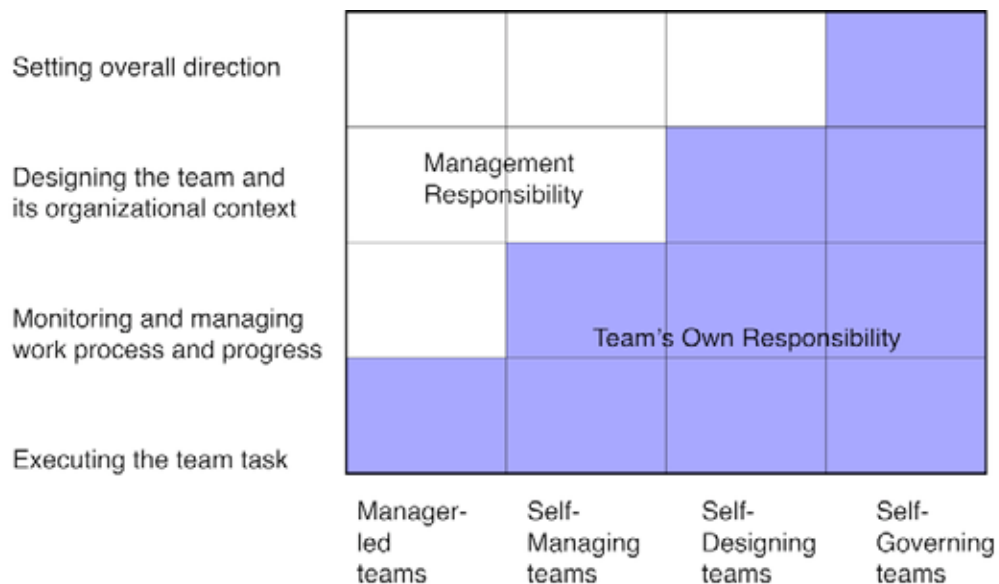 Setting overall direction
Designing the team and
its organizational context
Management
Responsibility
Monitoring and managing
work process and progress
Team's Own Responsibility
Executing the team task
Manager-
led
teams
Self-
Managing
teams
Self-
Designing
teams
Self-
Governing
teams